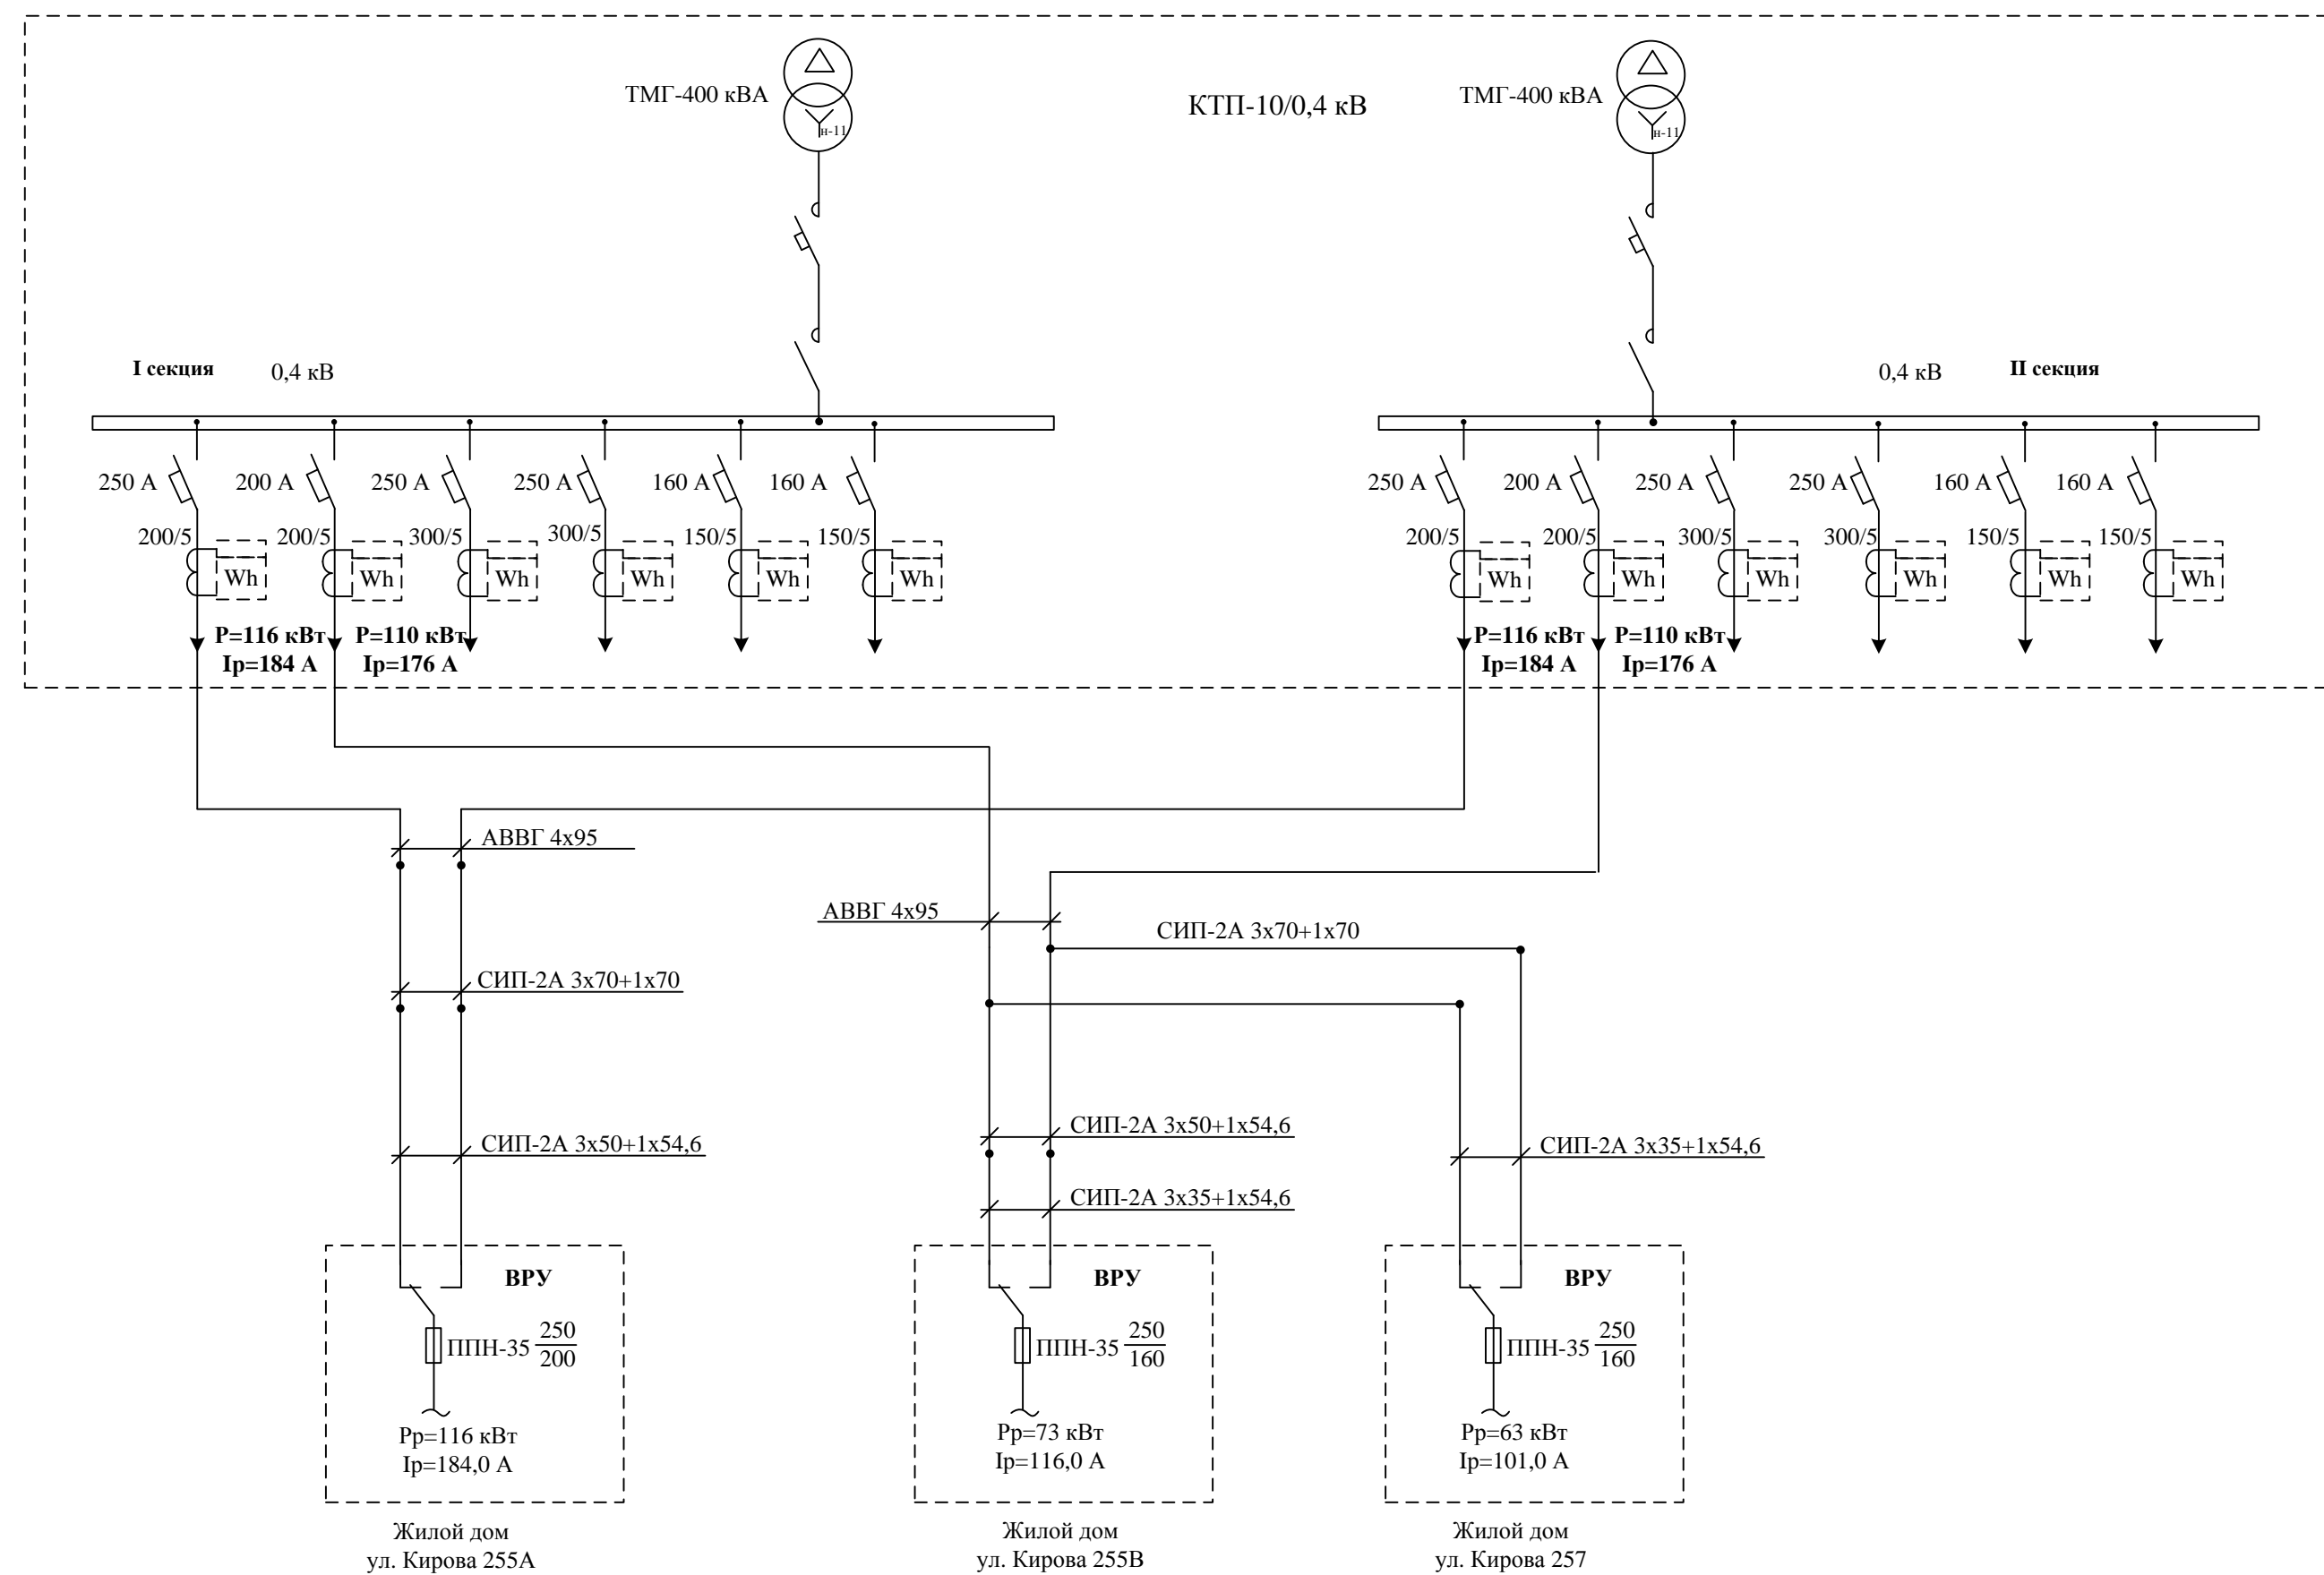 ТМГ-400 кВА
КТП-10/0,4 кВ
ТМГ-400 кВА
н-11
н-11
I секция
0,4 кВ
0,4 кВ
II секция
250 А
200 А
250 А
250 А
160 А
160 А
250 А
200 А
250 А
250 А
160 А
160 А
200/5
200/5
300/5
300/5
150/5
150/5
200/5
200/5
300/5
300/5
150/5
150/5
Wh
Wh
Wh
Wh
Wh
Wh
Wh
Wh
Wh
Wh
Wh
Wh
Р=116 кВт
Iр=184 А
Р=110 кВт
Iр=176 А
Р=116 кВт
Iр=184 А
Р=110 кВт
Iр=176 А
АВВГ 4х95
АВВГ 4х95
СИП-2А 3х70+1х70
СИП-2А 3х70+1х70
СИП-2А 3х50+1х54,6
СИП-2А 3х50+1х54,6
СИП-2А 3х35+1х54,6
СИП-2А 3х35+1х54,6
ВРУ
ППН-35 250
200
Рр=116 кВт
Iр=184,0 А
Жилой дом
ул. Кирова 255А
ВРУ
ППН-35 250
160
Рр=73 кВт
Iр=116,0 А
Жилой дом
ул. Кирова 255В
ВРУ
ППН-35 250
160
Рр=63 кВт
Iр=101,0 А
Жилой дом
ул. Кирова 257